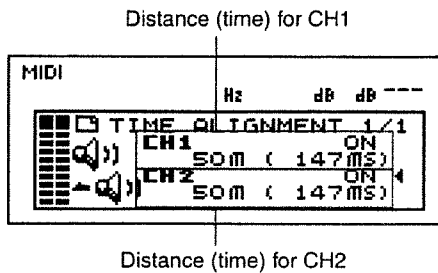 Distance (time) for CH1
MIDI
Hz dB dB ---
TIME ALIGNMENT 1/1
CH1 ON
50m ( 147mS)
CH2 ON
50m ( 147mS)
Distance (time) for CH2